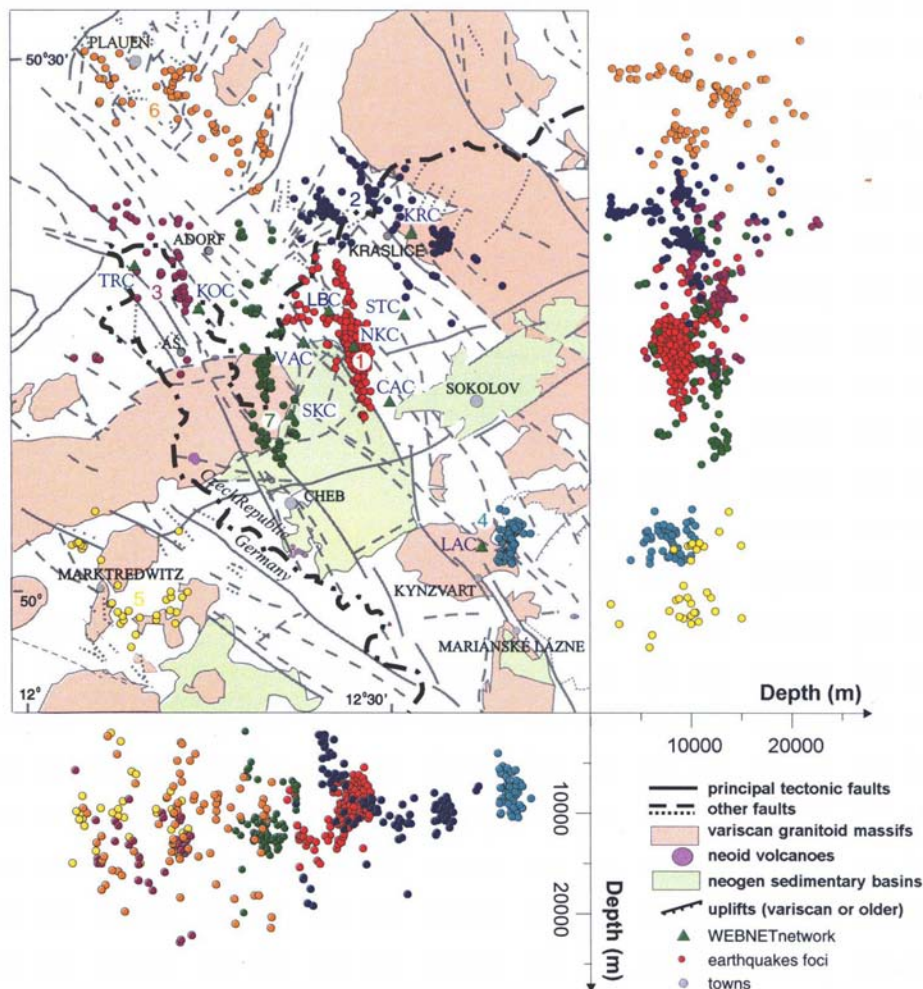 50°30'
PLAUEN
6
2
KRC
KRASLICE
ADORF
TRC
3
KOC
LBC
STC
NKC
AŠ
VAC
1
CAC
SOKOLOV
SKC
7
CHEB
CzechRepublic
Germany
4
LAC
MARKTREDWITZ
KYNZVART
50°
5
MARIÁNSKÉ LÁZNE
12°
12°30'
Depth (m)
10000
20000
10000
20000
Depth (m)
principal tectonic faults
other faults
variscan granitoid massifs
neoid volcanoes
neogen sedimentary basins
uplifts (variscan or older)
WEBNETnetwork
earthquakes foci
towns